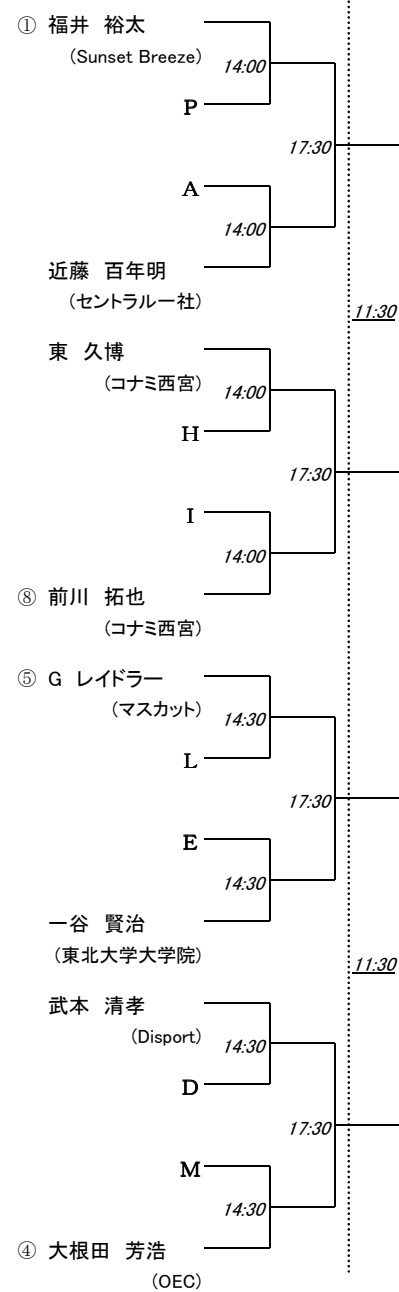 ① 福井 裕太
(Sunset Breeze)
14:00
P
17:30
A
14:00
近藤 百年明
(セントラル一社)
11:30
東 久博
(コナミ西宮)
14:00
H
17:30
I
14:00
⑧ 前川 拓也
(コナミ西宮)
⑤ G レイドラー
(マスカット)
14:30
L
17:30
E
14:30
一谷 賢治
(東北大学大学院)
11:30
武本 清孝
(Disport)
14:30
D
17:30
M
14:30
④ 大根田 芳浩
(OEC)